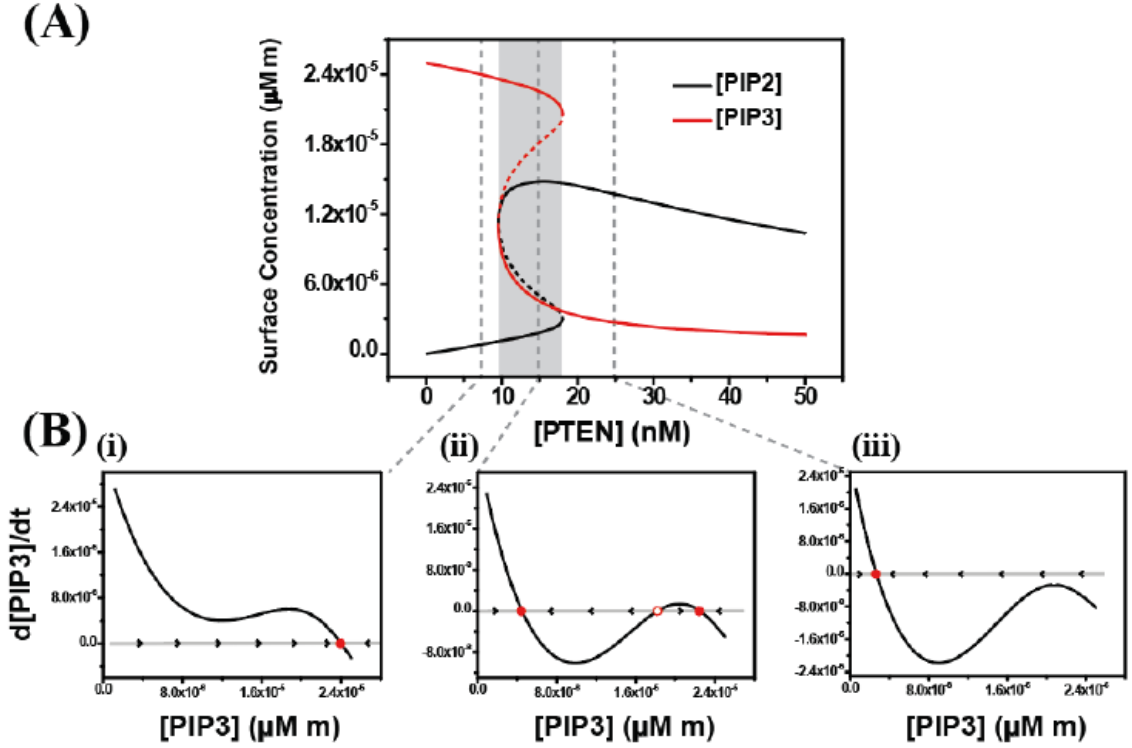 (A)
Surface Concentration (µM m)
2.4x10⁻⁵
1.8x10⁻⁵
1.2x10⁻⁵
6.0x10⁻⁶
0.0
[PIP2]
[PIP3]
0 10 20 30 40 50
[PTEN] (nM)
(B)
(i)
d[PIP3]/dt
2.4x10⁻⁵
1.6x10⁻⁵
8.0x10⁻⁶
0.0
0.0 8.0x10⁻⁶ 1.6x10⁻⁵ 2.4x10⁻⁵
[PIP3] (µM m)
(ii)
2.4x10⁻⁵
1.6x10⁻⁵
8.0x10⁻⁶
0.0
-8.0x10⁻⁶
0.0 8.0x10⁻⁶ 1.6x10⁻⁵ 2.4x10⁻⁵
[PIP3] (µM m)
(iii)
2.4x10⁻⁵
1.6x10⁻⁵
8.0x10⁻⁶
0.0
-8.0x10⁻⁶
-1.6x10⁻⁵
-2.4x10⁻⁵
0.0 8.0x10⁻⁶ 1.6x10⁻⁵ 2.4x10⁻⁵
[PIP3] (µM m)